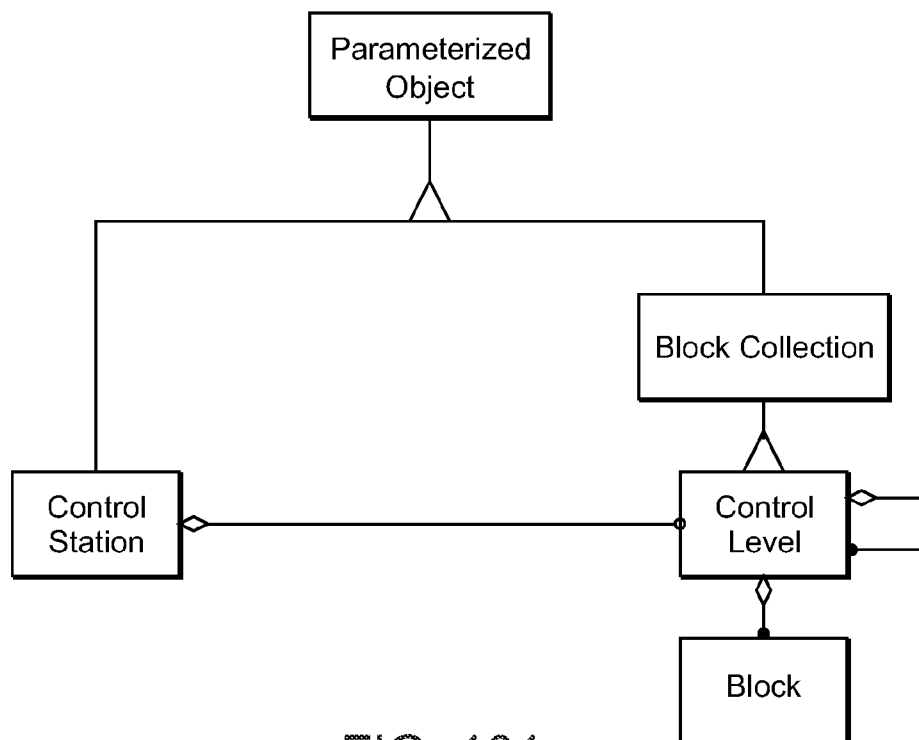 Parameterized
Object
Block Collection
Control
Station
Control
Level
Block